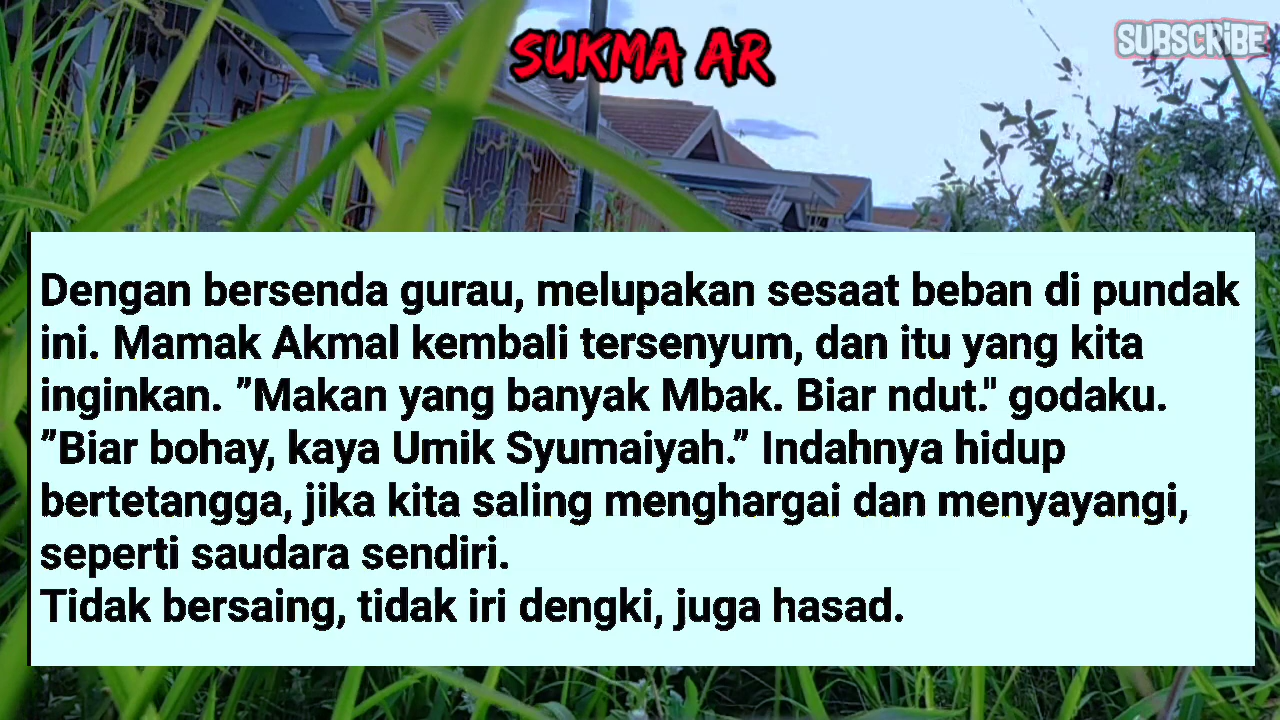 SUKMA AR
SUBSCRIBE
Dengan bersenda gurau, melupakan sesaat beban di pundak
ini. Mamak Akmal kembali tersenyum, dan itu yang kita
inginkan. ”Makan yang banyak Mbak. Biar ndut." godaku.
”Biar bohay, kaya Umik Syumaiyah.” Indahnya hidup
bertetangga, jika kita saling menghargai dan menyayangi,
seperti saudara sendiri.
Tidak bersaing, tidak iri dengki, juga hasad.